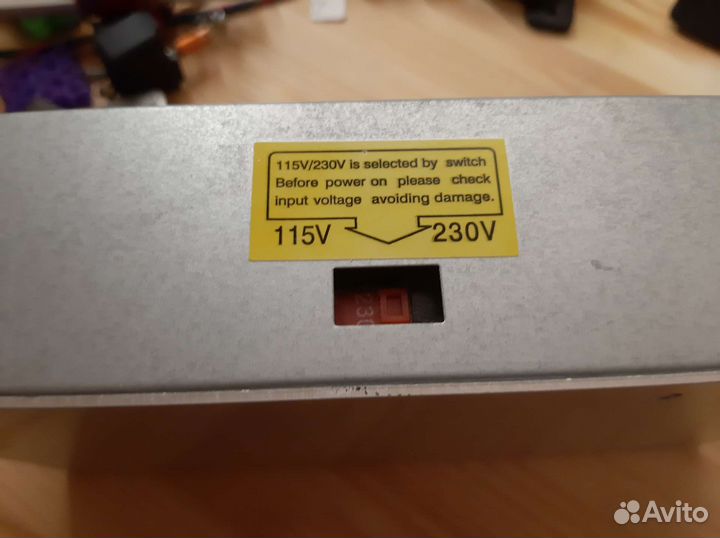 115V/230V is selected by switch
Before power on please check
input voltage avoiding damage.
115V 230V
230
Avito